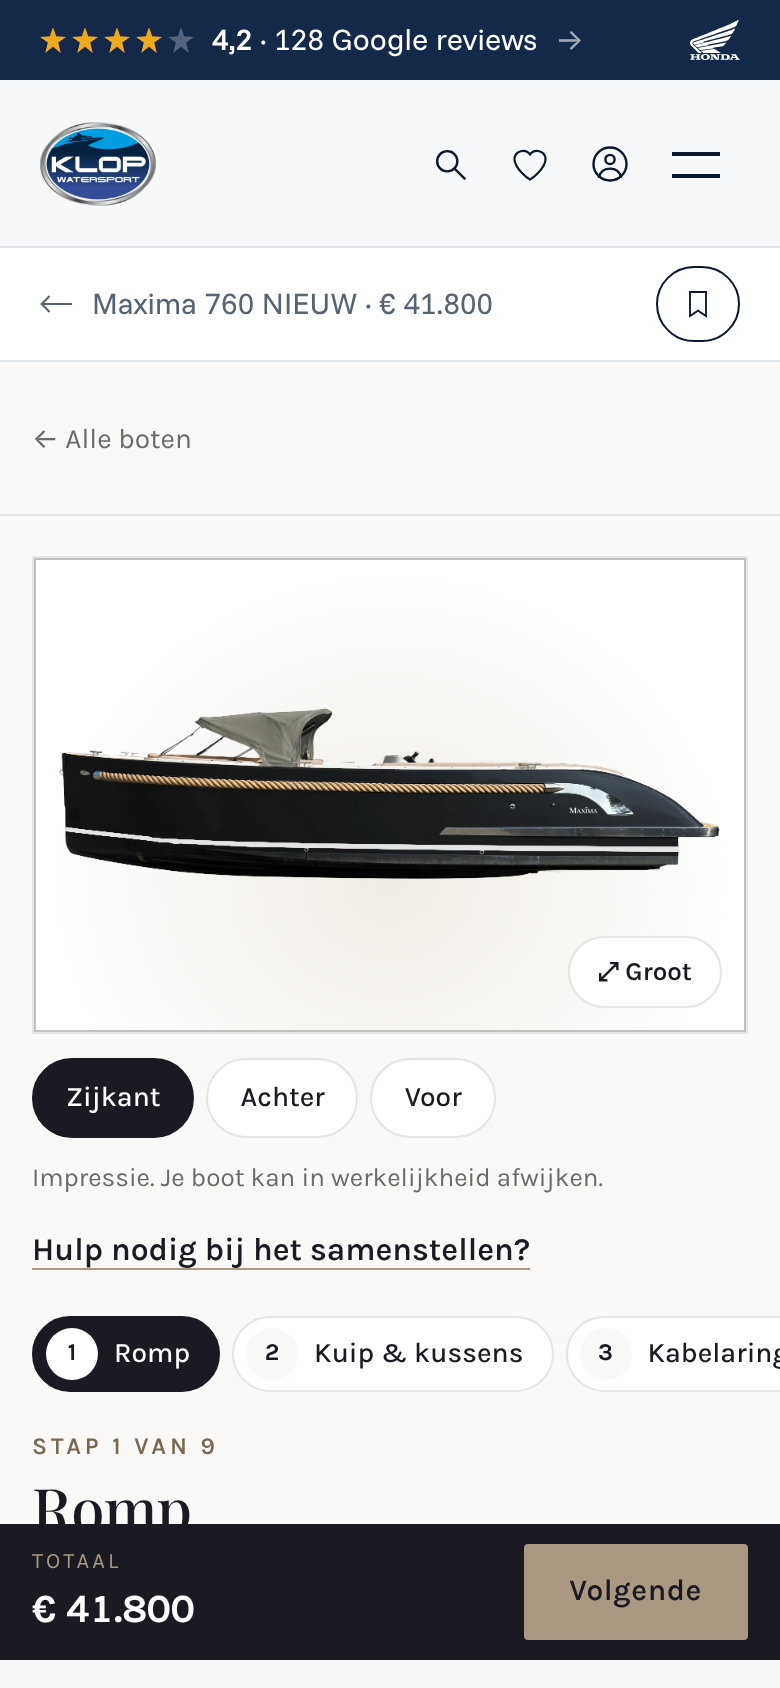 4,2 · 128 Google reviews →
HONDA
KLOP
WATERSPORT
← Maxima 760 NIEUW · € 41.800
← Alle boten
MAXIMA
Groot
Zijkant
Achter
Voor
Impressie. Je boot kan in werkelijkheid afwijken.
Hulp nodig bij het samenstellen?
1 Romp
2 Kuip & kussens
3 Kabelaring
STAP 1 VAN 9
Romp
TOTAAL
€ 41.800
Volgende